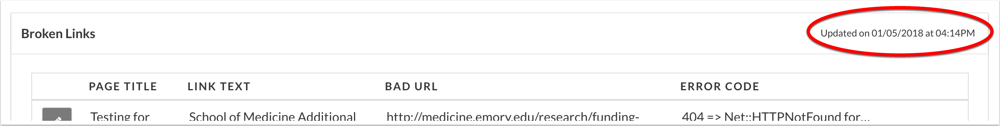 Broken Links
Updated on 01/05/2018 at 04:14PM
PAGE TITLE LINK TEXT BAD URL ERROR CODE
Testing for School of Medicine Additional http://medicine.emory.edu/research/funding- 404 => Net::HTTPNotFound for...